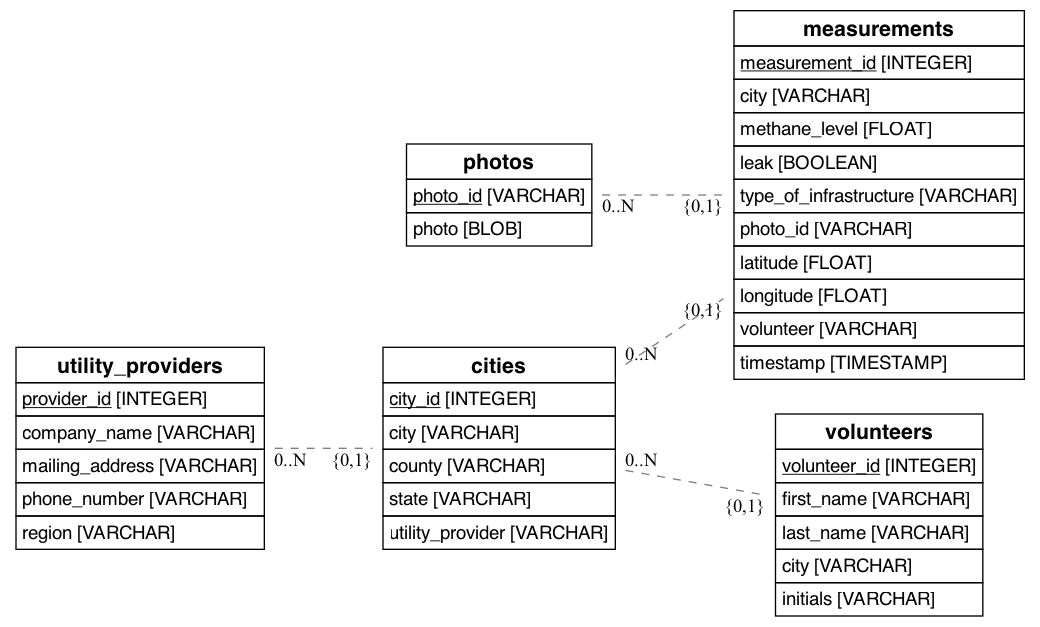 measurements
measurement_id [INTEGER]
city [VARCHAR]
methane_level [FLOAT]
leak [BOOLEAN]
type_of_infrastructure [VARCHAR]
photo_id [VARCHAR]
latitude [FLOAT]
longitude [FLOAT]
volunteer [VARCHAR]
timestamp [TIMESTAMP]
photos
photo_id [VARCHAR]
photo [BLOB]
0..N
{0,1}
{0,1}
0..N
utility_providers
provider_id [INTEGER]
company_name [VARCHAR]
mailing_address [VARCHAR]
phone_number [VARCHAR]
region [VARCHAR]
0..N
{0,1}
cities
city_id [INTEGER]
city [VARCHAR]
county [VARCHAR]
state [VARCHAR]
utility_provider [VARCHAR]
0..N
{0,1}
volunteers
volunteer_id [INTEGER]
first_name [VARCHAR]
last_name [VARCHAR]
city [VARCHAR]
initials [VARCHAR]